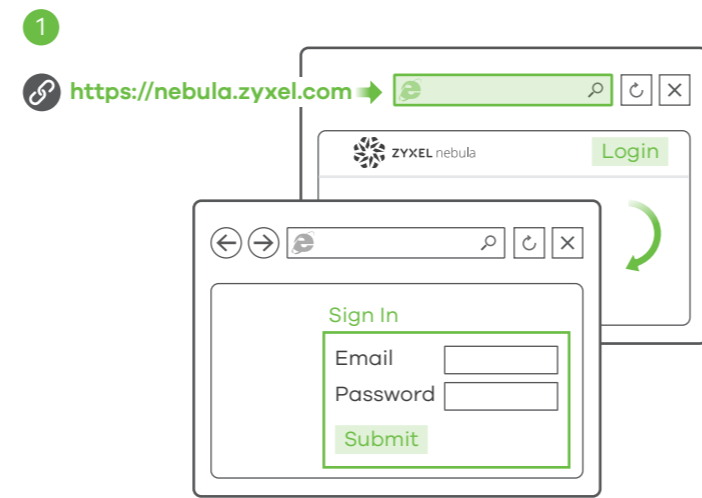 1
https://nebula.zyxel.com
ZYXEL nebula
Login
Sign In
Email
Password
Submit